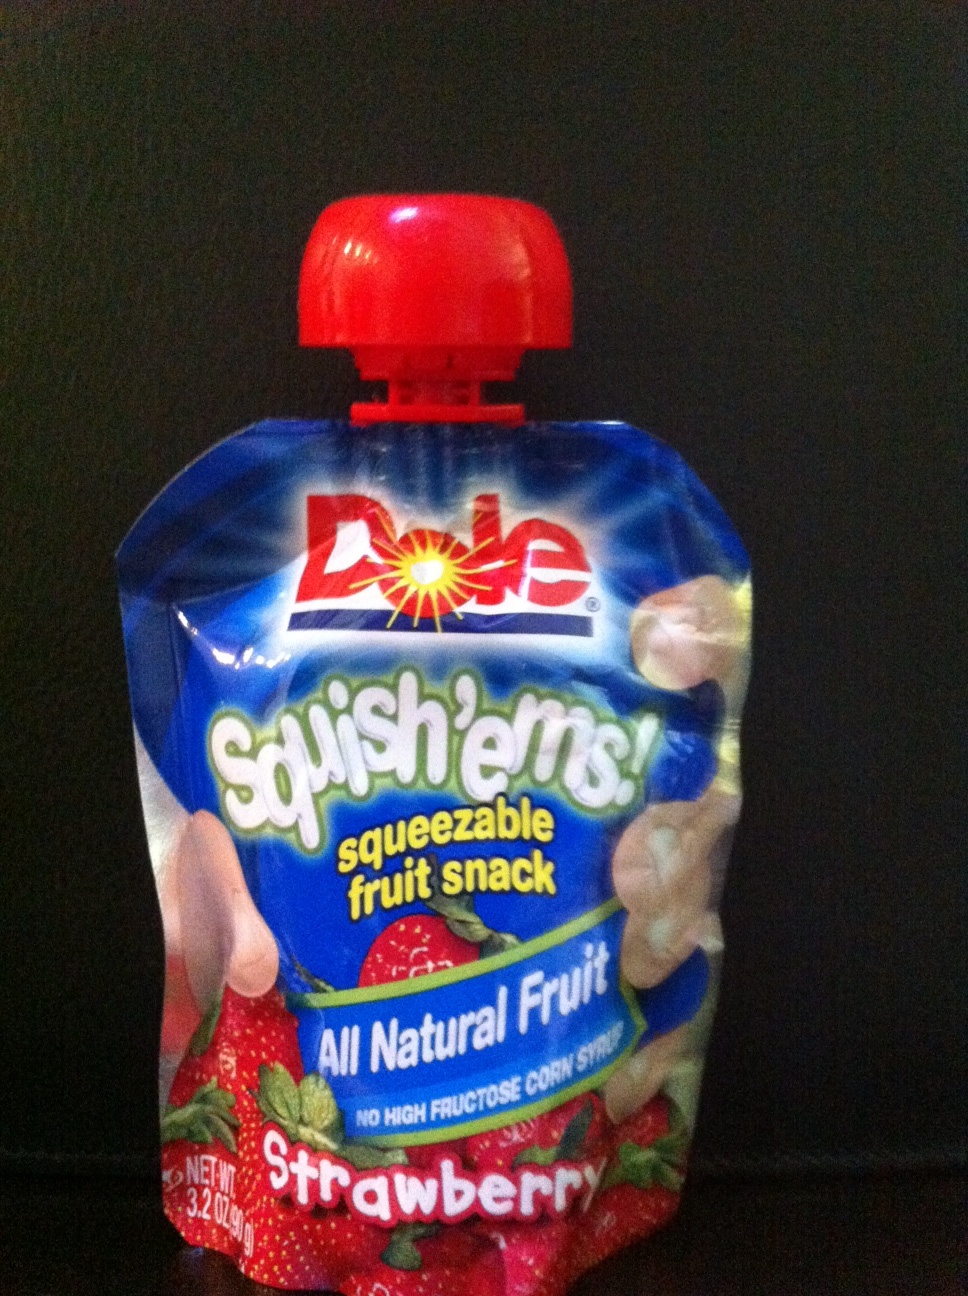 Dole®
Squish'ems!
squeezable
fruit snack
All Natural Fruit
NO HIGH FRUCTOSE CORN SYRUP
Strawberry
NET WT.
3.2 OZ (90 g)